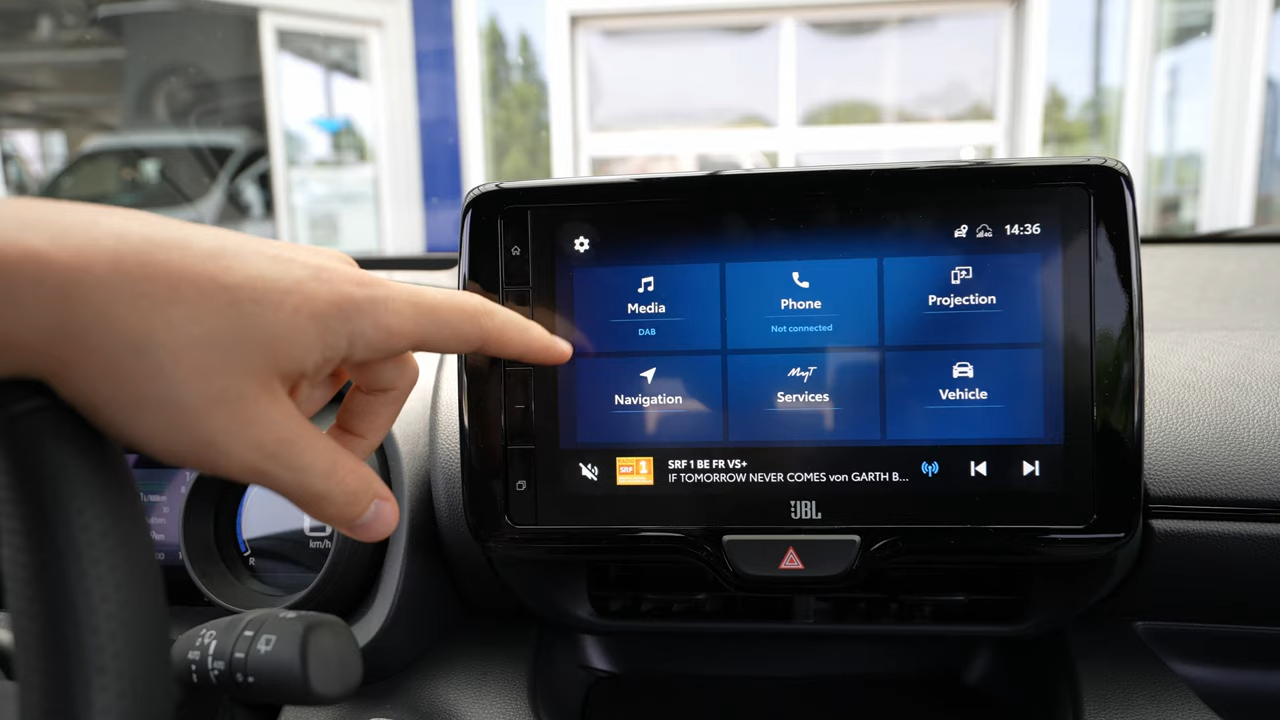 14:36
Media
DAB
Phone
Not connected
Projection
Navigation
MyT
Services
Vehicle
SRF 1
SRF 1 BE FR VS+
IF TOMORROW NEVER COMES von GARTH B...
JBL
km/h
R
4G